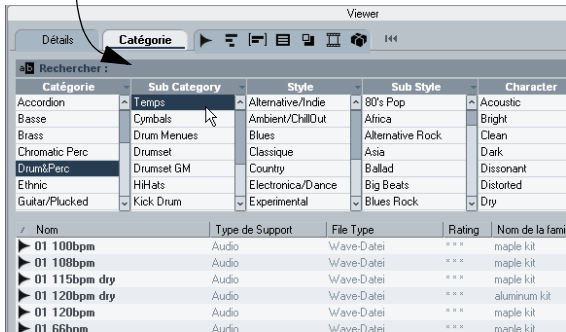 Viewer
Détails Catégorie
ab Rechercher :
Catégorie Sub Category Style Sub Style Character
Accordion Temps Alternative/Indie 80's Pop Acoustic
Basse Cymbals Ambient/ChillOut Africa Bright
Brass Drum Menues Blues Alternative Rock Clean
Chromatic Perc Drumset Classique Asia Dark
Drum&Perc Drumset GM Country Ballad Dissonant
Ethnic HiHats Electronica/Dance Big Beats Distorted
Guitar/Plucked Kick Drum Experimental Blues Rock Dry
Nom Type de Support File Type Rating Nom de la fami
01 100bpm Audio Wave-Datei *** maple kit
01 108bpm Audio Wave-Datei *** maple kit
01 115bpm dry Audio Wave-Datei *** maple kit
01 120bpm dry Audio Wave-Datei *** aluminum kit
01 120bpm Audio Wave-Datei *** maple kit
01 66bpm Audio Wave-Datei *** maple kit